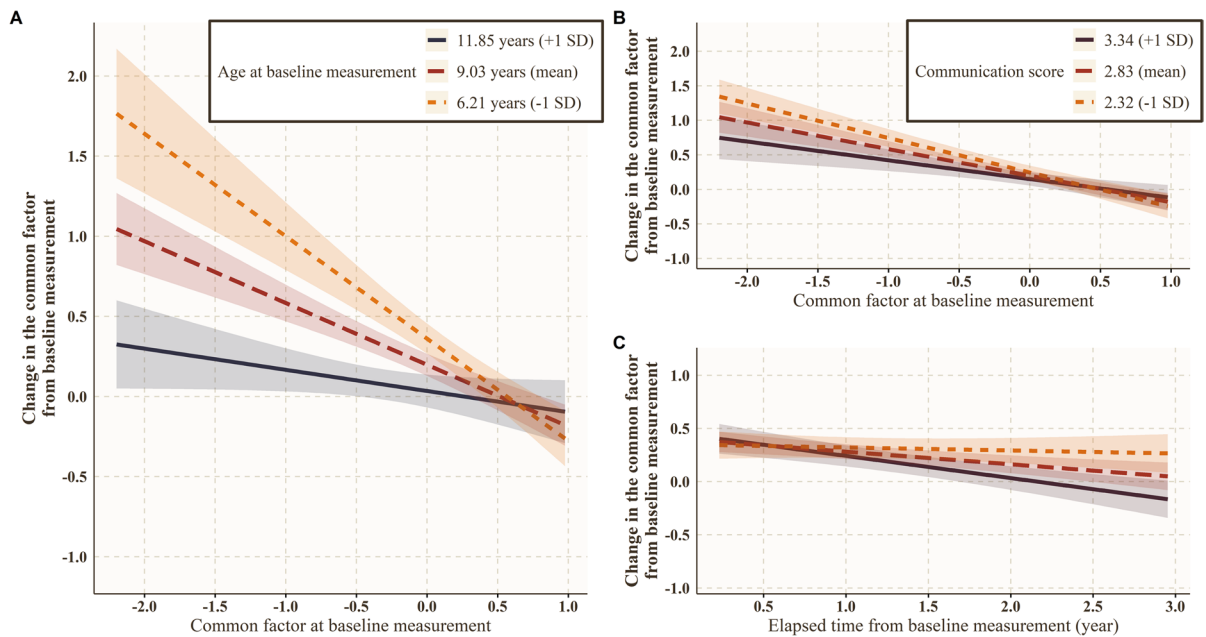 A
Age at baseline measurement
11.85 years (+1 SD)
9.03 years (mean)
6.21 years (-1 SD)
Change in the common factor
from baseline measurement
2.0
1.5
1.0
0.5
0.0
-0.5
-1.0
-2.0 -1.5 -1.0 -0.5 0.0 0.5 1.0
Common factor at baseline measurement
B
Communication score
3.34 (+1 SD)
2.83 (mean)
2.32 (-1 SD)
Change in the common factor
from baseline measurement
2.0
1.5
1.0
0.5
0.0
-0.5
-1.0
-2.0 -1.5 -1.0 -0.5 0.0 0.5 1.0
Common factor at baseline measurement
C
Change in the common factor
from baseline measurement
1.0
0.5
0.0
-0.5
-1.0
0.5 1.0 1.5 2.0 2.5 3.0
Elapsed time from baseline measurement (year)